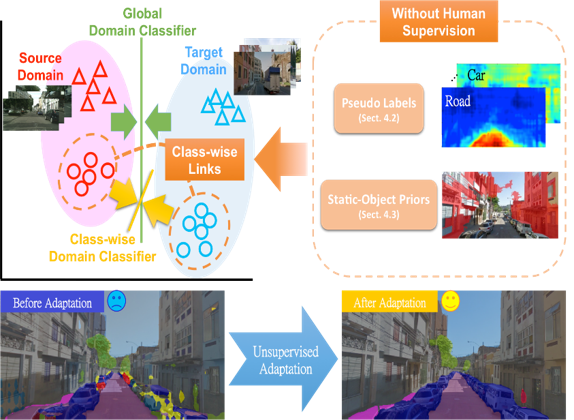 Global
Domain Classifier
Source
Domain
Target
Domain
Class-wise
Links
Class-wise
Domain Classifier
Without Human
Supervision
Pseudo Labels
(Sect. 4.2)
Car
Road
Static-Object Priors
(Sect. 4.3)
Before Adaptation
Unsupervised
Adaptation
After Adaptation